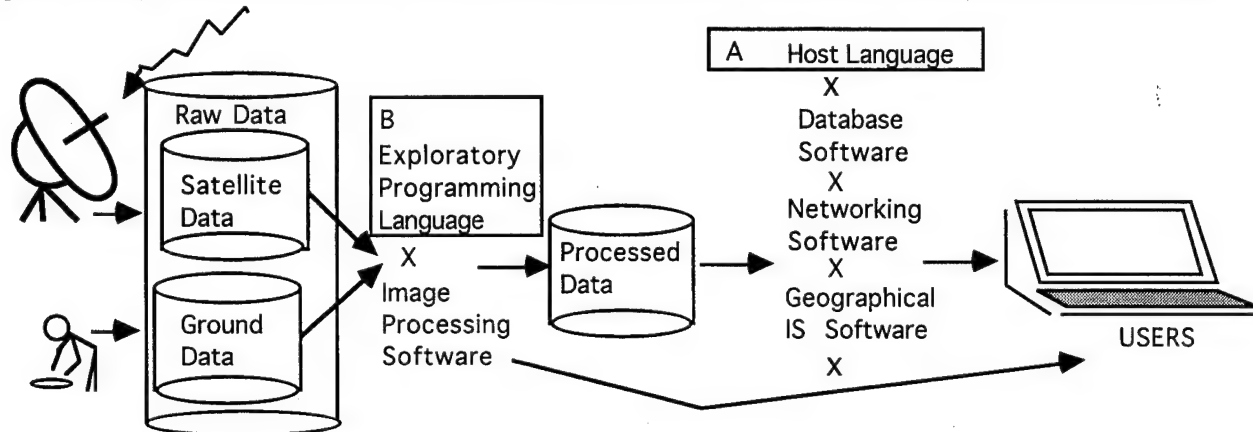 Raw Data
Satellite
Data
Ground
Data
B
Exploratory
Programming
Language
X
Image
Processing
Software
Processed
Data
A Host Language
X
Database
Software
X
Networking
Software
X
Geographical
IS Software
X
USERS